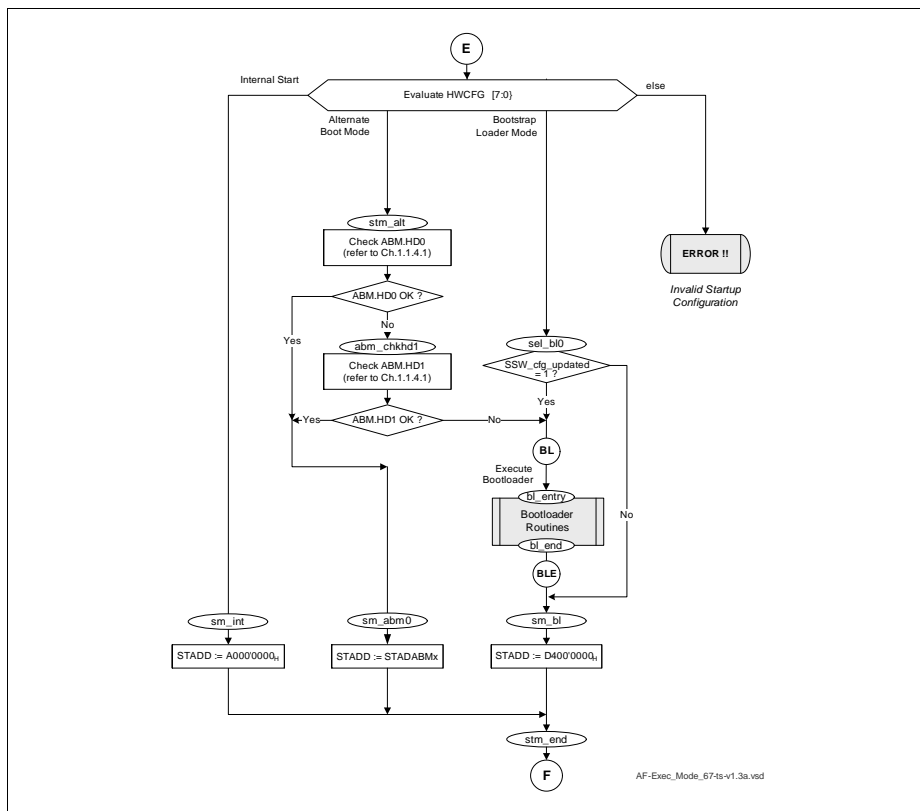 E
Internal Start
Evaluate HWCFG [7:0}
else
Alternate
Boot Mode
Bootstrap
Loader Mode
stm_alt
Check ABM.HD0
(refer to Ch.1.1.4.1)
ERROR !!
Invalid Startup
Configuration
ABM.HD0 OK ?
No
Yes
abm_chkhd1
Check ABM.HD1
(refer to Ch.1.1.4.1)
sel_bl0
SSW_cfg_updated
= 1 ?
Yes
Yes
ABM.HD1 OK ?
No
BL
Execute
Bootloader
bl_entry
Bootloader
Routines
No
bl_end
BLE
sm_int
sm_abm0
sm_bl
STADD := A000'0000H
STADD := STADABMx
STADD := D400'0000H
stm_end
F
AF-Exec_Mode_67-ts-v1.3a.vsd